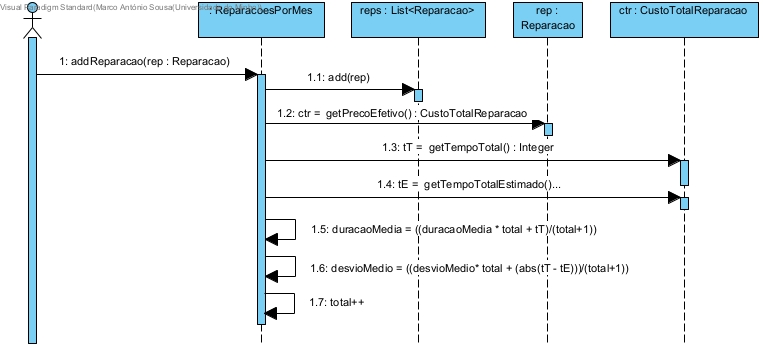 Visual Paradigm Standard(Marco António Sousa(Universidade do Minho))
: ReparacoesPorMes
reps : List<Reparacao>
rep :
Reparacao
ctr : CustoTotalReparacao
1: addReparacao(rep : Reparacao)
1.1: add(rep)
1.2: ctr = getPrecoEfetivo() : CustoTotalReparacao
1.3: tT = getTempoTotal() : Integer
1.4: tE = getTempoTotalEstimado()...
1.5: duracaoMedia = ((duracaoMedia * total + tT)/(total+1))
1.6: desvioMedio = ((desvioMedio* total + (abs(tT - tE)))/(total+1))
1.7: total++